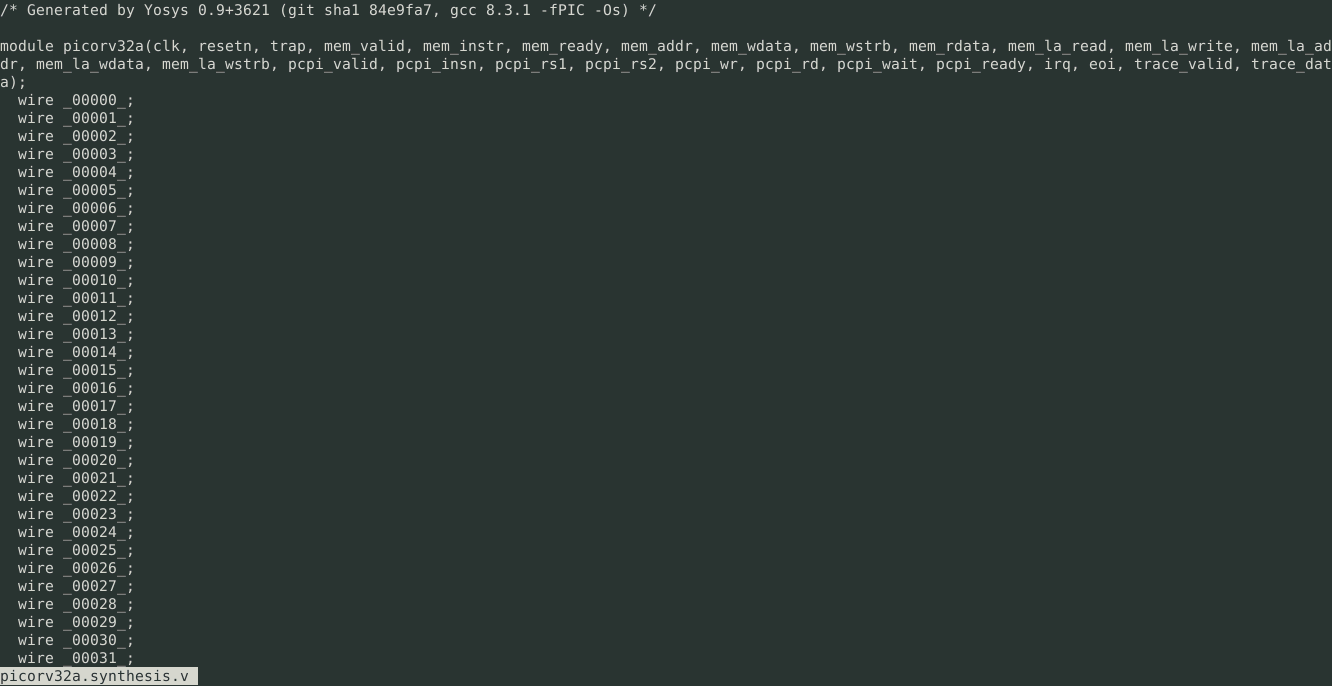 /* Generated by Yosys 0.9+3621 (git sha1 84e9fa7, gcc 8.3.1 -fPIC -Os) */
module picorv32a(clk, resetn, trap, mem_valid, mem_instr, mem_ready, mem_addr, mem_wdata, mem_wstrb, mem_rdata, mem_la_read, mem_la_write, mem_la_ad
dr, mem_la_wdata, mem_la_wstrb, pcpi_valid, pcpi_insn, pcpi_rs1, pcpi_rs2, pcpi_wr, pcpi_rd, pcpi_wait, pcpi_ready, irq, eoi, trace_valid, trace_dat
a);
  wire _00000_;
  wire _00001_;
  wire _00002_;
  wire _00003_;
  wire _00004_;
  wire _00005_;
  wire _00006_;
  wire _00007_;
  wire _00008_;
  wire _00009_;
  wire _00010_;
  wire _00011_;
  wire _00012_;
  wire _00013_;
  wire _00014_;
  wire _00015_;
  wire _00016_;
  wire _00017_;
  wire _00018_;
  wire _00019_;
  wire _00020_;
  wire _00021_;
  wire _00022_;
  wire _00023_;
  wire _00024_;
  wire _00025_;
  wire _00026_;
  wire _00027_;
  wire _00028_;
  wire _00029_;
  wire _00030_;
  wire _00031_;
picorv32a.synthesis.v